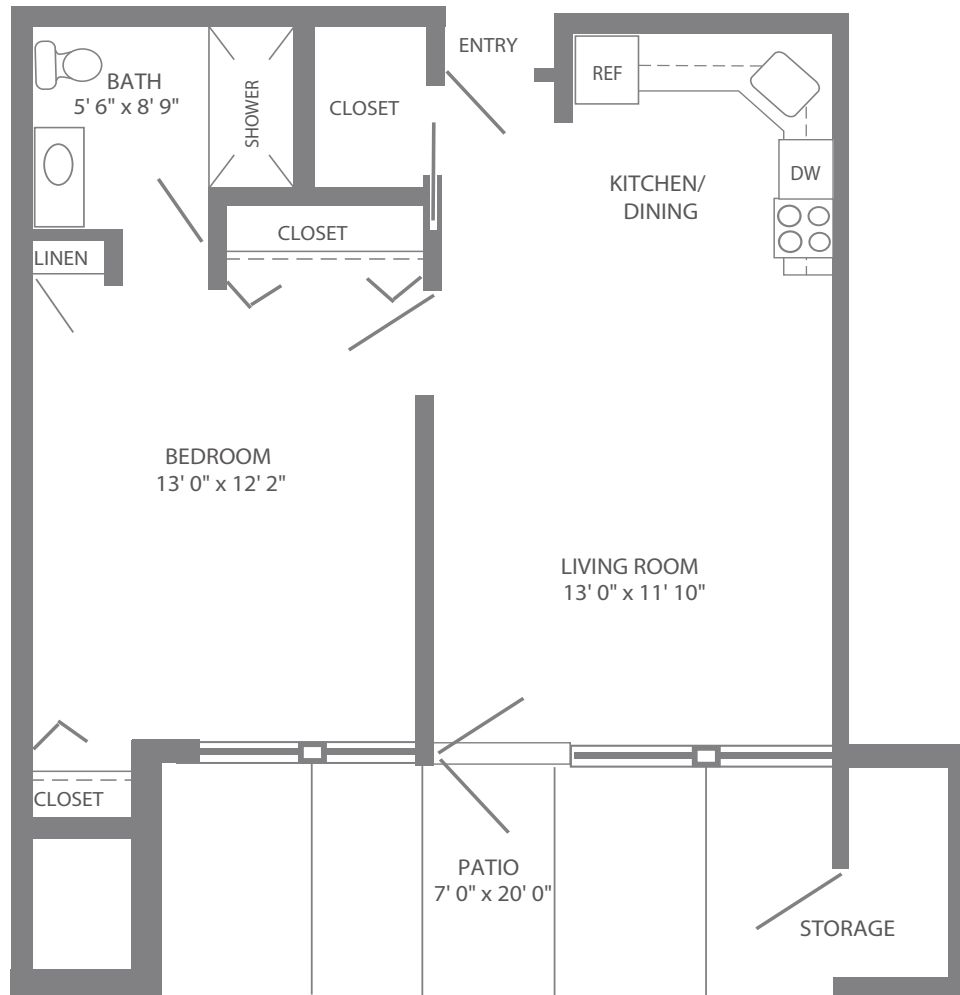 ENTRY
REF
BATH
5' 6" x 8' 9"
SHOWER
CLOSET
DW
KITCHEN/
DINING
CLOSET
LINEN
BEDROOM
13' 0" x 12' 2"
LIVING ROOM
13' 0" x 11' 10"
CLOSET
PATIO
7' 0" x 20' 0"
STORAGE